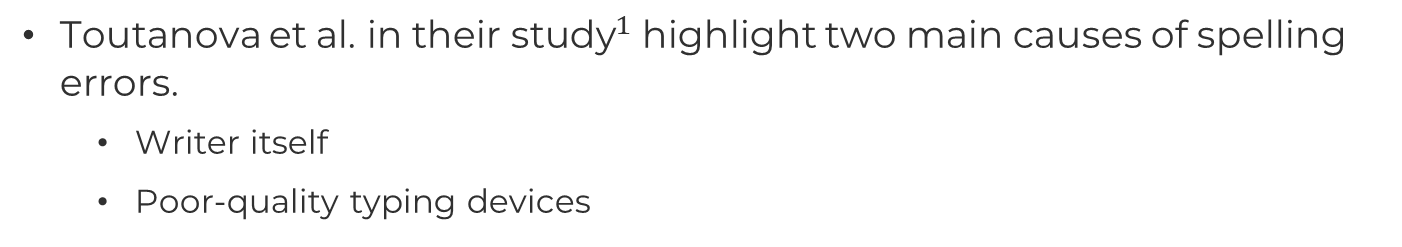 • Toutanova et al. in their study¹ highlight two main causes of spelling
errors.
• Writer itself
• Poor-quality typing devices